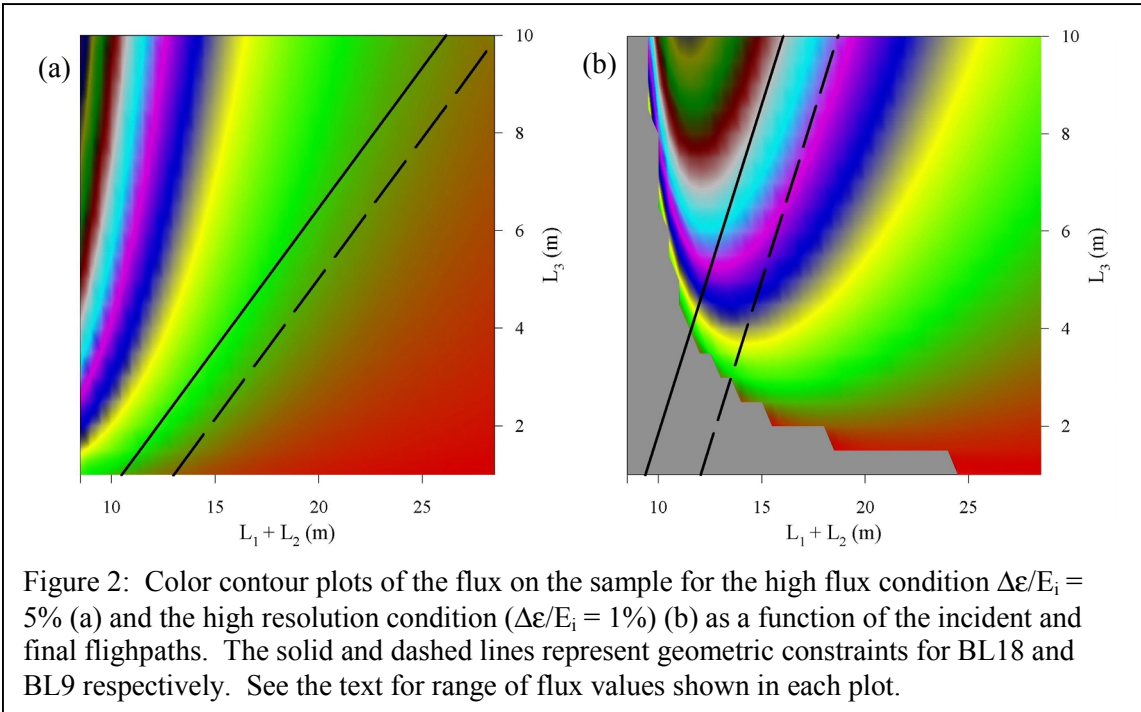 (a)
10
8
6
4
2
L₃ (m)
10 15 20 25
L₁ + L₂ (m)
(b)
10
8
6
4
2
L₃ (m)
10 15 20 25
L₁ + L₂ (m)
Figure 2: Color contour plots of the flux on the sample for the high flux condition Δε/Eᵢ =
5% (a) and the high resolution condition (Δε/Eᵢ = 1%) (b) as a function of the incident and
final flighpaths. The solid and dashed lines represent geometric constraints for BL18 and
BL9 respectively. See the text for range of flux values shown in each plot.